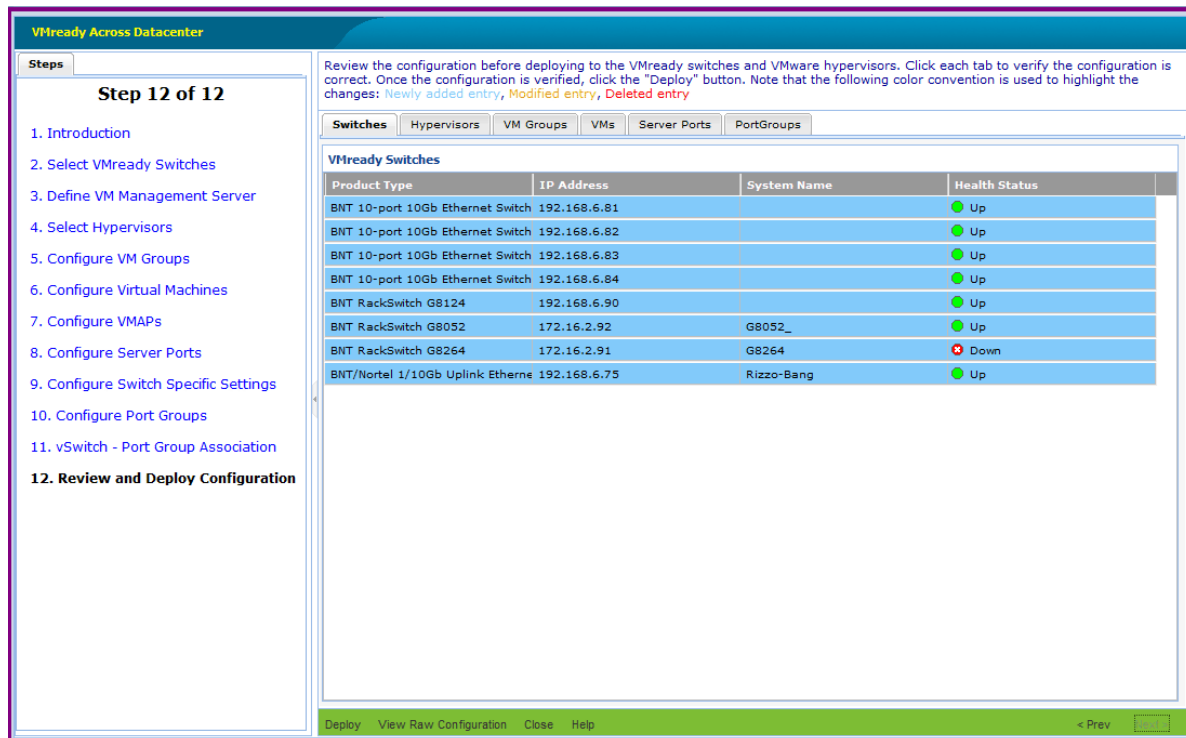 VMready Across Datacenter
Steps
Step 12 of 12
1. Introduction
2. Select VMready Switches
3. Define VM Management Server
4. Select Hypervisors
5. Configure VM Groups
6. Configure Virtual Machines
7. Configure VMAPs
8. Configure Server Ports
9. Configure Switch Specific Settings
10. Configure Port Groups
11. vSwitch - Port Group Association
12. Review and Deploy Configuration
Review the configuration before deploying to the VMready switches and VMware hypervisors. Click each tab to verify the configuration is
correct. Once the configuration is verified, click the "Deploy" button. Note that the following color convention is used to highlight the
changes: Newly added entry, Modified entry, Deleted entry
Switches Hypervisors VM Groups VMs Server Ports PortGroups
VMready Switches
Product Type IP Address System Name Health Status
BNT 10-port 10Gb Ethernet Switch 192.168.6.81 Up
BNT 10-port 10Gb Ethernet Switch 192.168.6.82 Up
BNT 10-port 10Gb Ethernet Switch 192.168.6.83 Up
BNT 10-port 10Gb Ethernet Switch 192.168.6.84 Up
BNT RackSwitch G8124 192.168.6.90 Up
BNT RackSwitch G8052 172.16.2.92 G8052_ Up
BNT RackSwitch G8264 172.16.2.91 G8264 Down
BNT/Nortel 1/10Gb Uplink Etherne 192.168.6.75 Rizzo-Bang Up
Deploy View Raw Configuration Close Help < Prev Next >